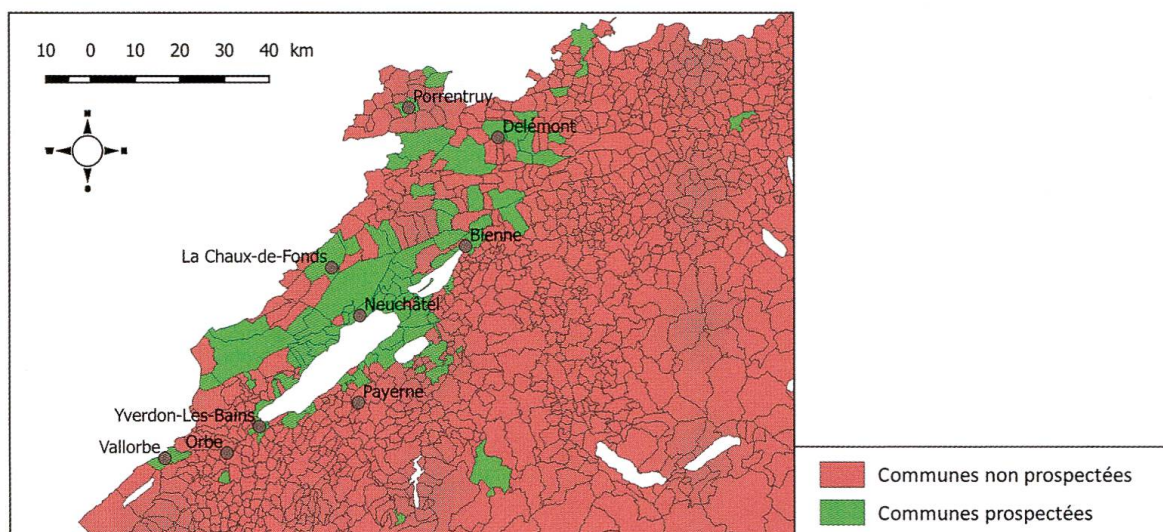 10 0 10 20 30 40 km
N
S
Porrentruy
Delémont
Bienne
La Chaux-de-Fonds
Neuchâtel
Payerne
Yverdon-Les-Bains
Vallorbe
Orbe
Communes non prospectées
Communes prospectées